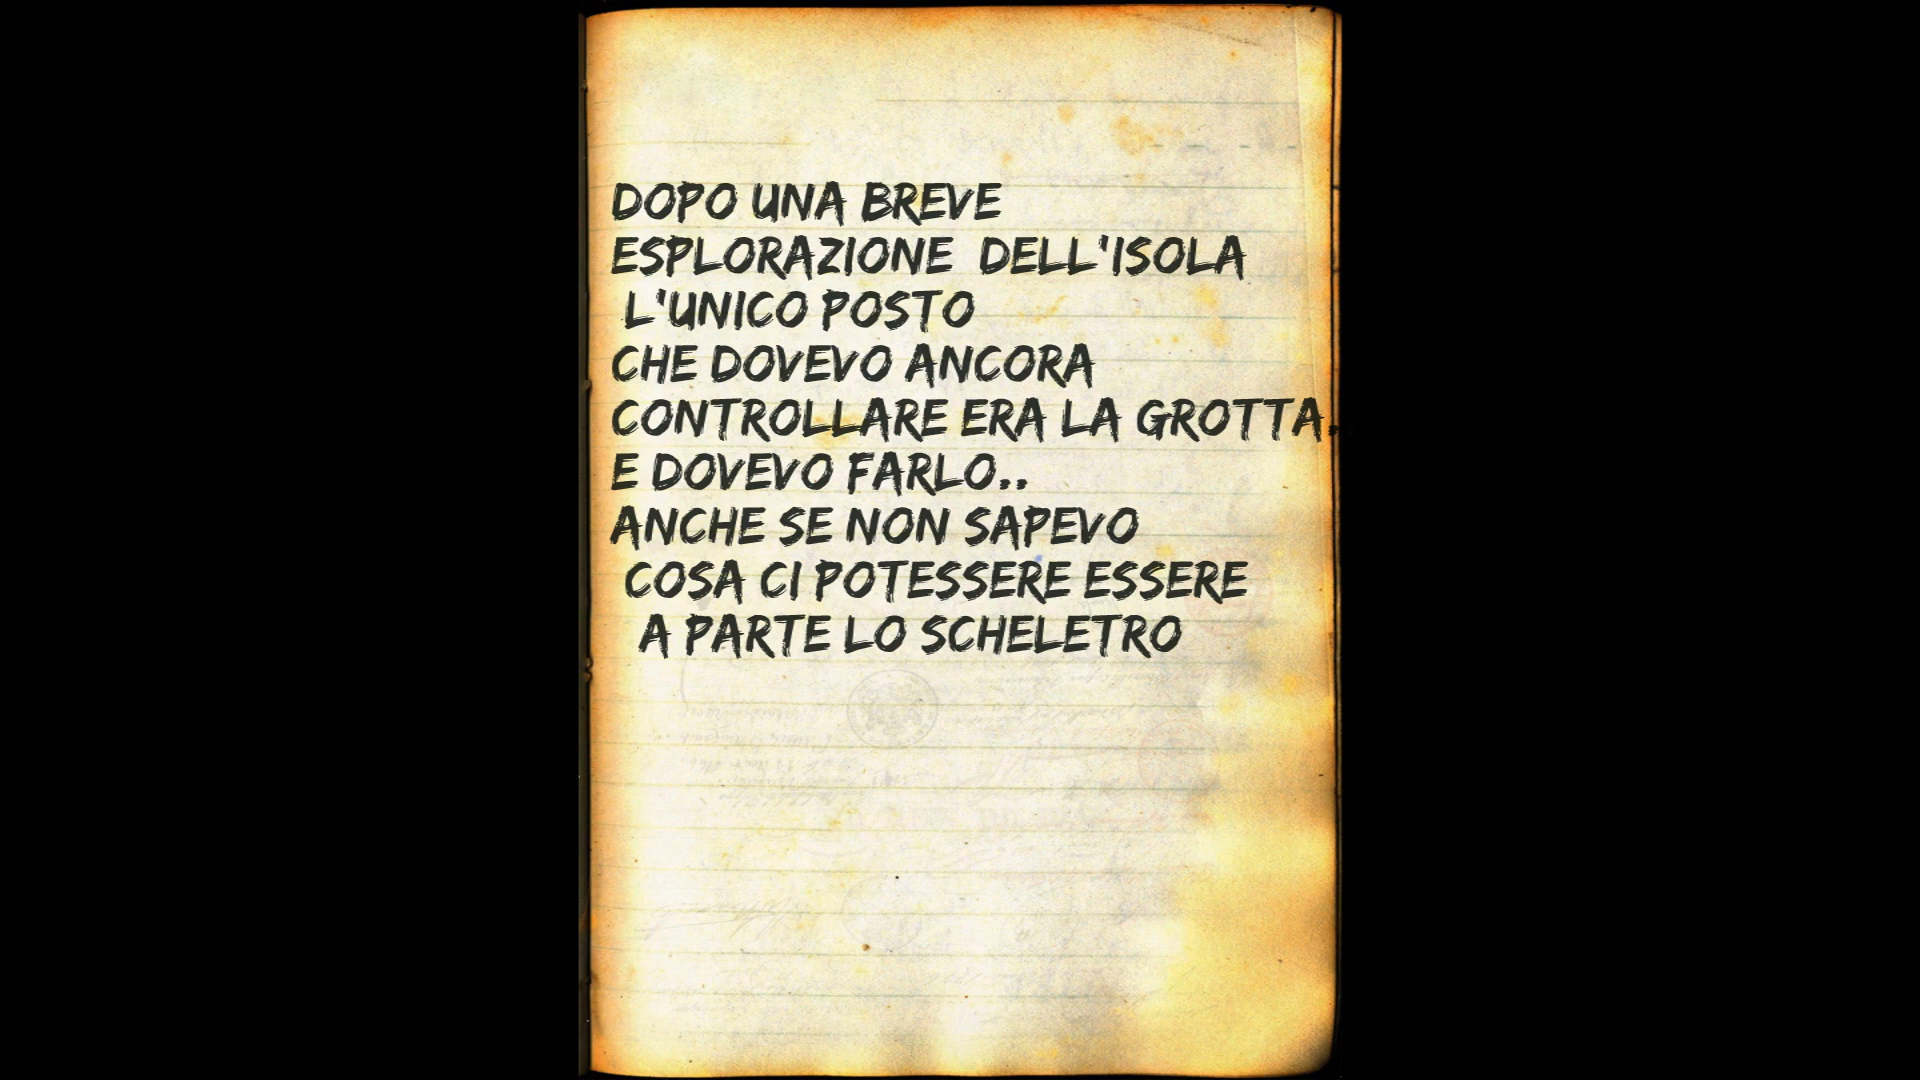 DOPO UNA BREVE
ESPLORAZIONE DELL'ISOLA
L'UNICO POSTO
CHE DOVEVO ANCORA
CONTROLLARE ERA LA GROTTA.
E DOVEVO FARLO..
ANCHE SE NON SAPEVO
COSA CI POTESSERE ESSERE
A PARTE LO SCHELETRO